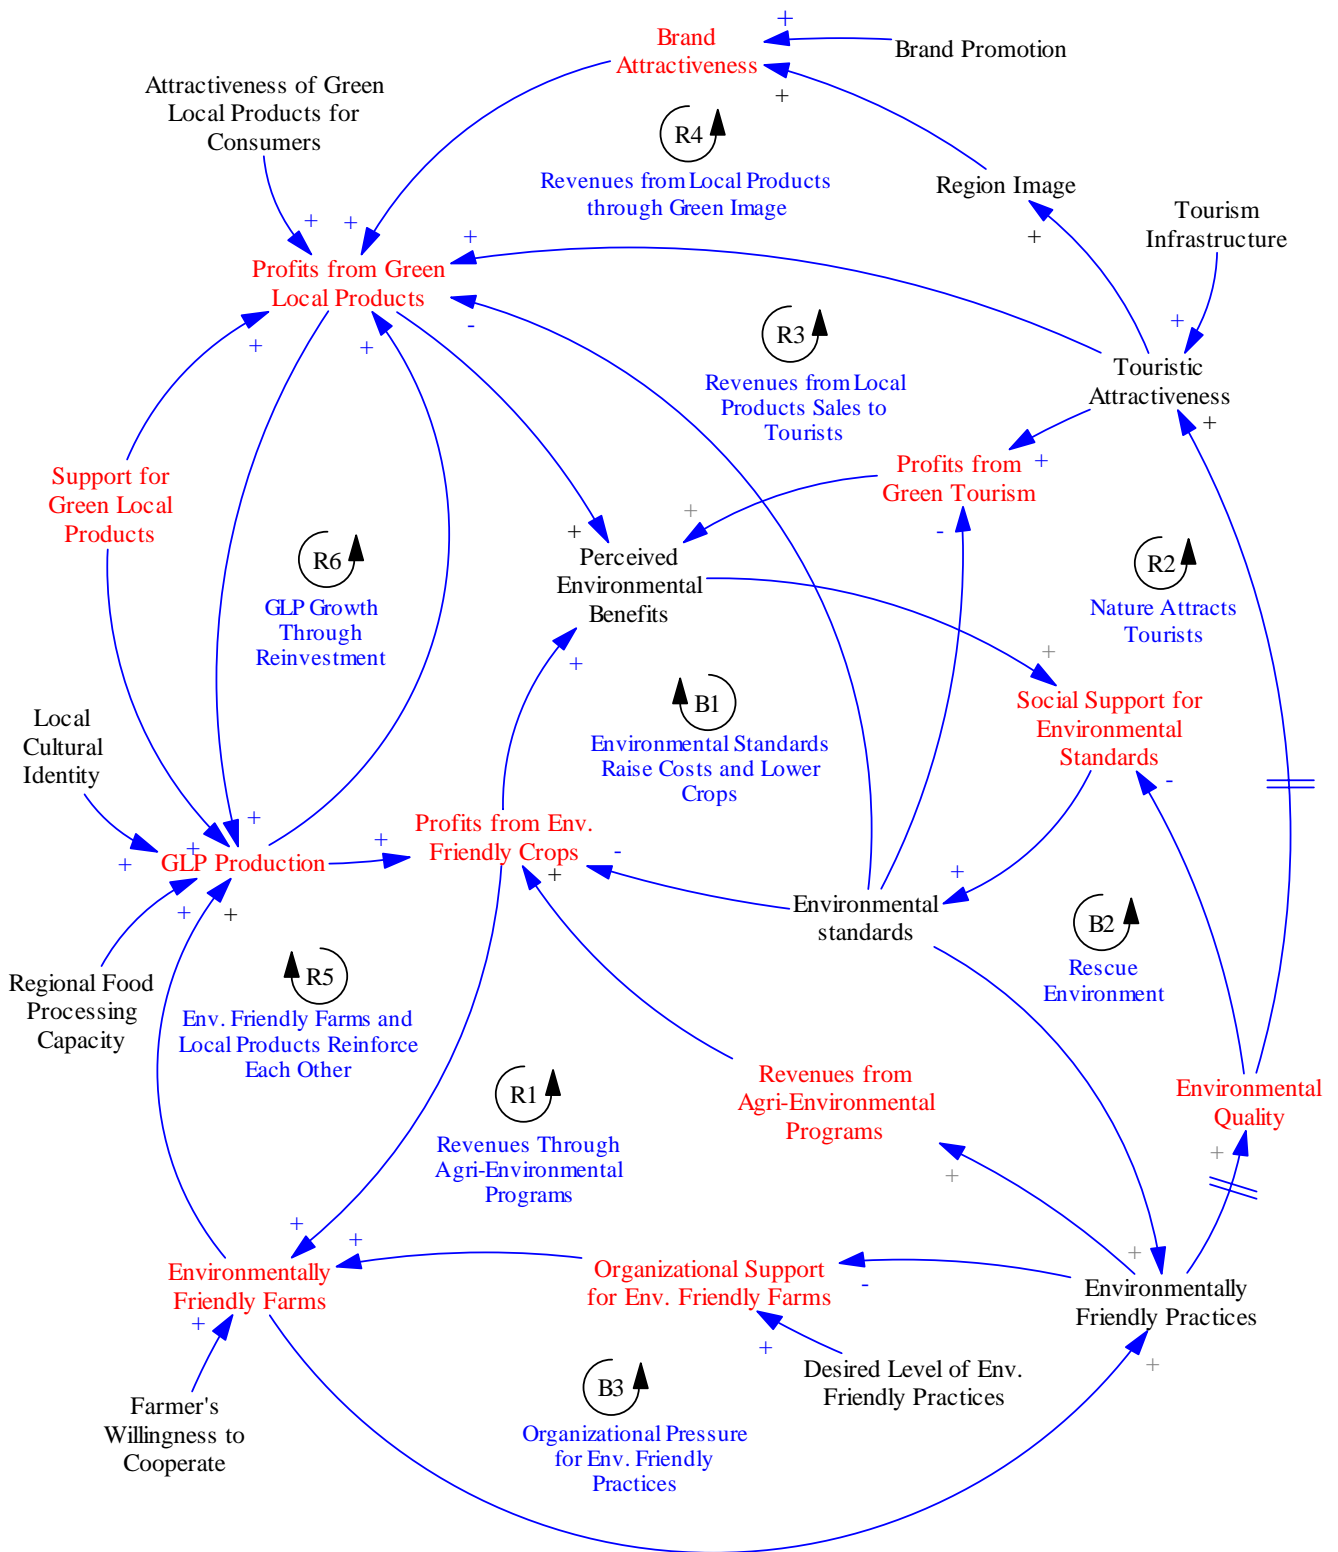 Brand
Attractiveness
+
Brand Promotion
+
Attractiveness of Green
Local Products for
Consumers
R4
Revenues from Local Products
through Green Image
Region Image
+
Tourism
Infrastructure
+
+
+
+
Profits from Green
Local Products
-
+
+
R3
Revenues from Local
Products Sales to
Tourists
+
Touristic
Attractiveness
+
Profits from
Green Tourism
+
-
Support for
Green Local
Products
R6
GLP Growth
Through
Reinvestment
+
+
Perceived
Environmental
Benefits
+
R2
Nature Attracts
Tourists
+
Social Support for
Environmental
Standards
-
B1
Environmental Standards
Raise Costs and Lower
Crops
Local
Cultural
Identity
+
+
+
GLP Production
+
+
+
Profits from Env.
Friendly Crops
+
-
+
Environmental
standards
B2
Rescue
Environment
Regional Food
Processing
Capacity
R5
Env. Friendly Farms and
Local Products Reinforce
Each Other
R1
Revenues Through
Agri-Environmental
Programs
Revenues from
Agri-Environmental
Programs
+
Environmental
Quality
+
+
+
Environmentally
Friendly Farms
+
Organizational Support
for Env. Friendly Farms
-
+
+
Environmentally
Friendly Practices
+
Desired Level of Env.
Friendly Practices
Farmer's
Willingness to
Cooperate
B3
Organizational Pressure
for Env. Friendly
Practices